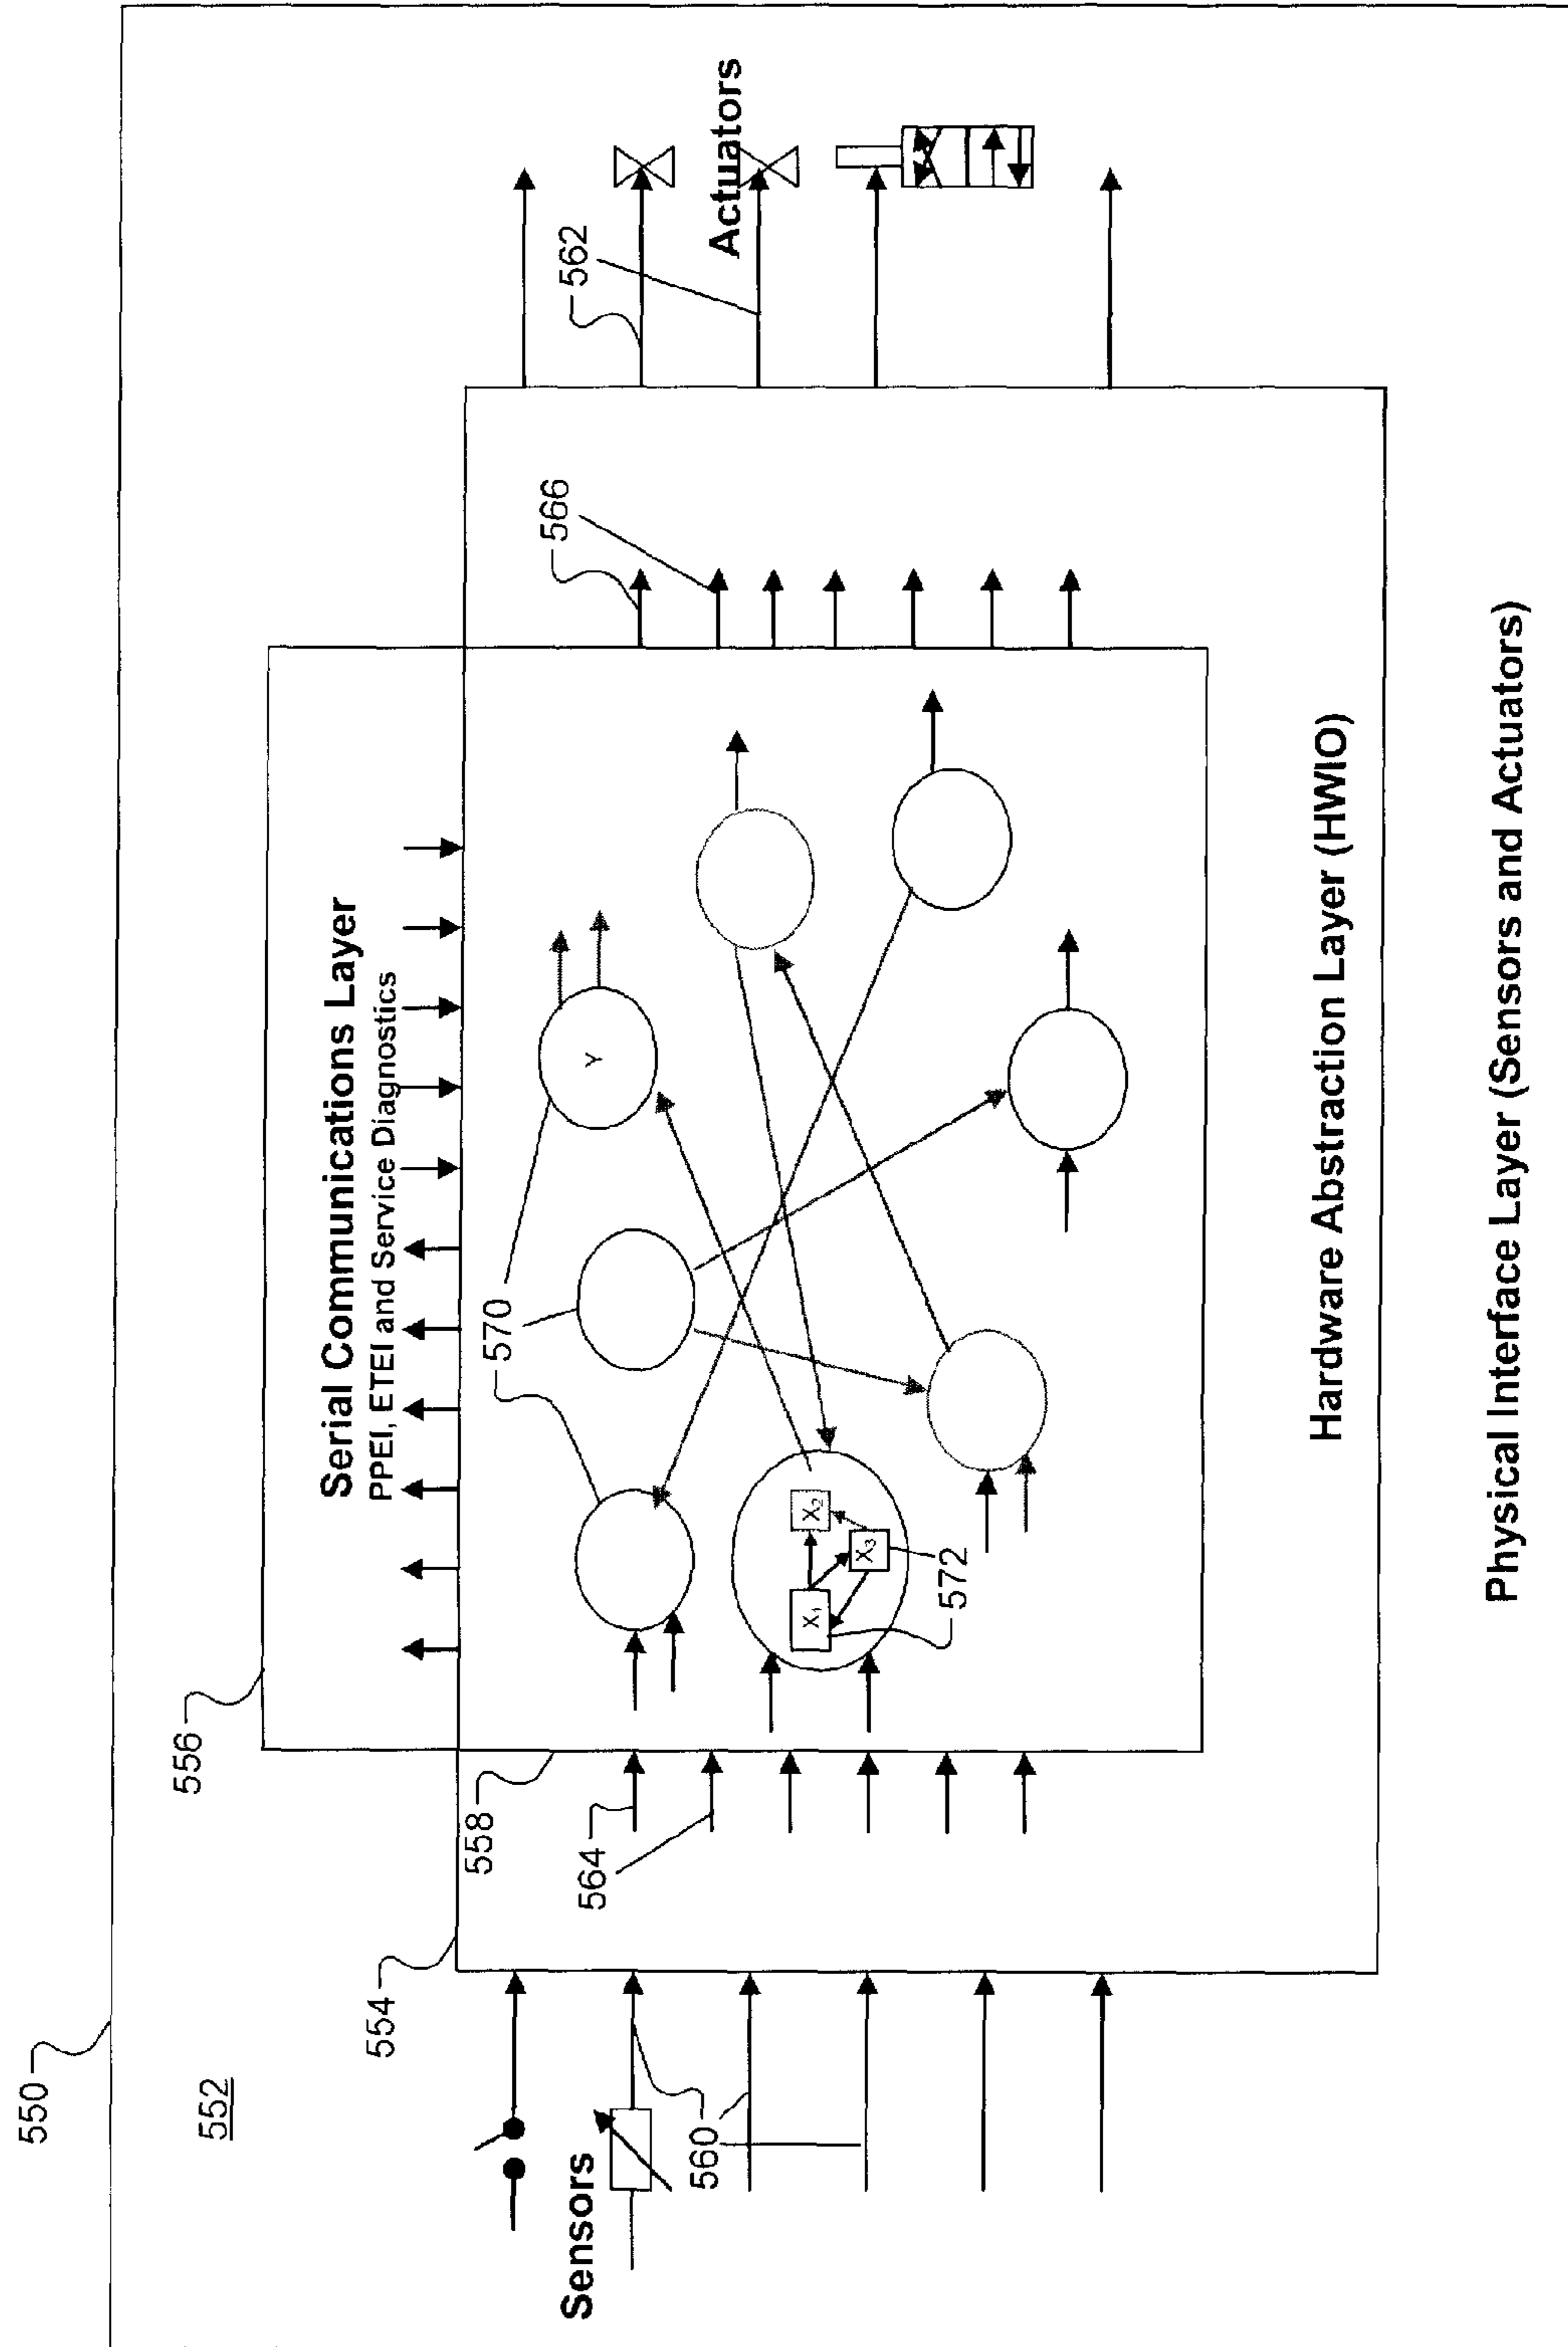 550
552
556
554
Serial Communications Layer
PPEI, ETEI and Service Diagnostics
558
570
Y
566
562
Actuators
Sensors
560
564
X1
X2
X3
572
Hardware Abstraction Layer (HWIO)
Physical Interface Layer (Sensors and Actuators)